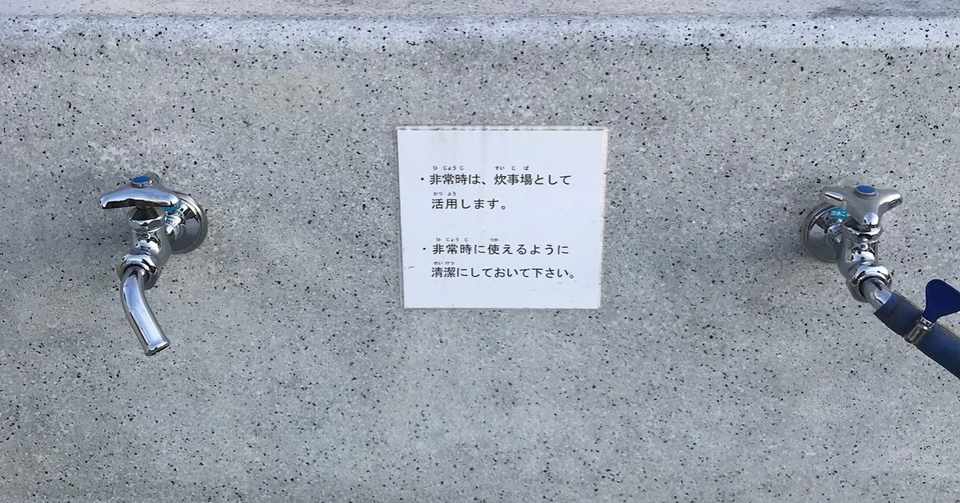 ・非常時は、炊事場として
活用します。
・非常時に使えるように
清潔にしておいて下さい。